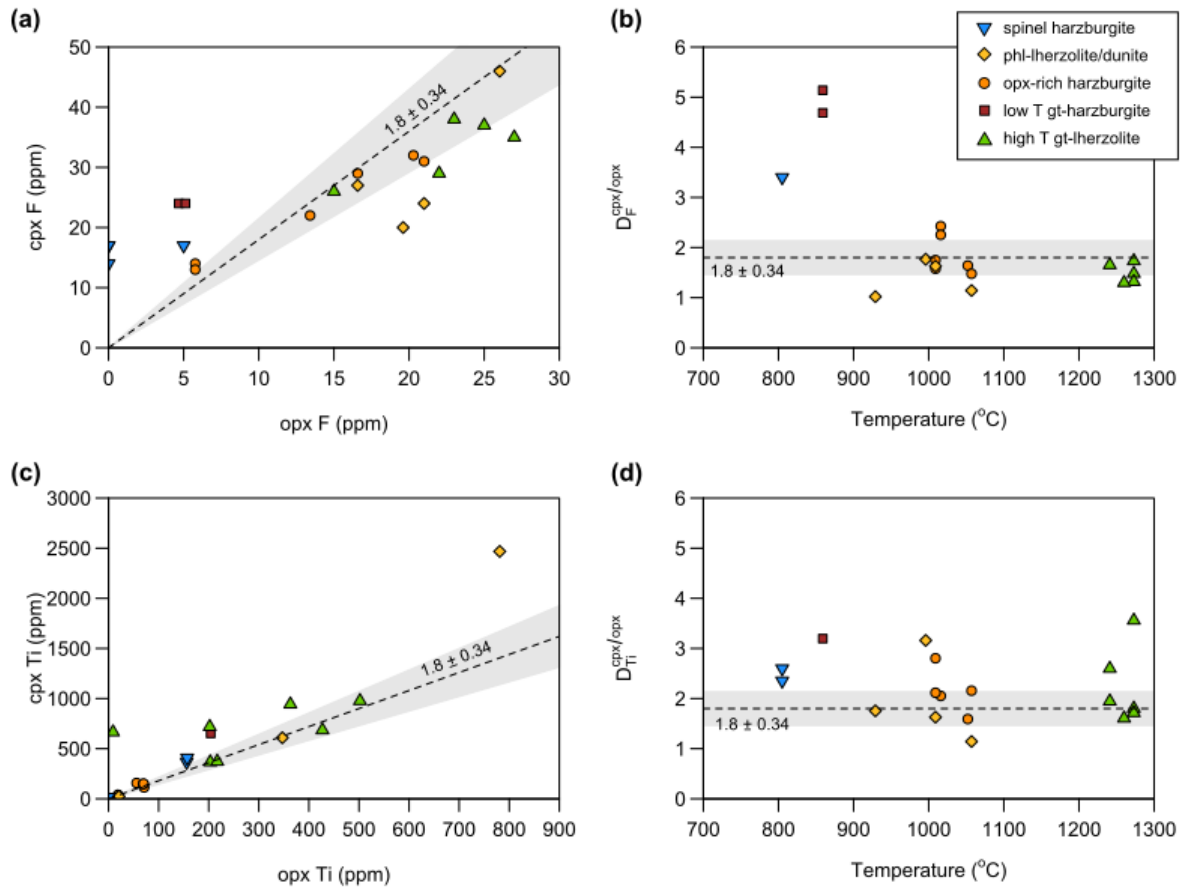 (a)
50
40
30
20
10
0
cpx F (ppm)
1.8 ± 0.34
0 5 10 15 20 25 30
opx F (ppm)
(b)
6
5
4
3
2
1
0
D_F^cpx/opx
1.8 ± 0.34
700 800 900 1000 1100 1200 1300
Temperature (°C)
spinel harzburgite
phl-lherzolite/dunite
opx-rich harzburgite
low T gt-harzburgite
high T gt-lherzolite
(c)
3000
2500
2000
1500
1000
500
0
cpx Ti (ppm)
1.8 ± 0.34
0 100 200 300 400 500 600 700 800 900
opx Ti (ppm)
(d)
6
5
4
3
2
1
0
D_Ti^cpx/opx
1.8 ± 0.34
700 800 900 1000 1100 1200 1300
Temperature (°C)